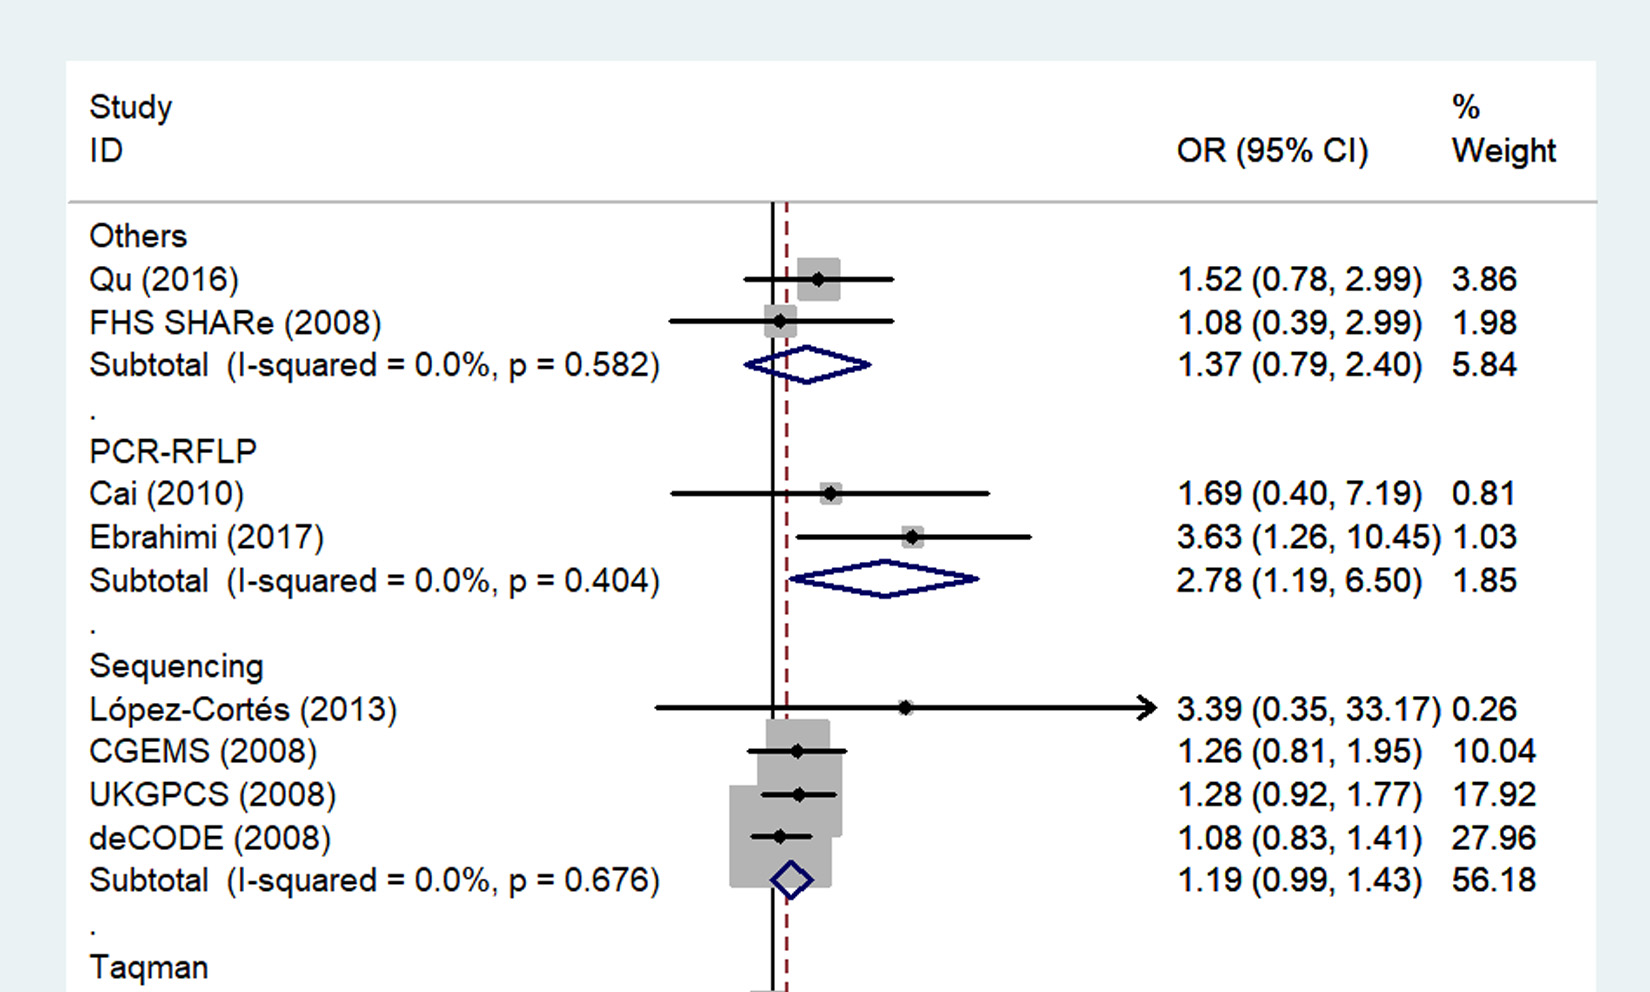 Study %
ID OR (95% CI) Weight
Others
Qu (2016) 1.52 (0.78, 2.99) 3.86
FHS SHARe (2008) 1.08 (0.39, 2.99) 1.98
Subtotal (I-squared = 0.0%, p = 0.582) 1.37 (0.79, 2.40) 5.84
.
PCR-RFLP
Cai (2010) 1.69 (0.40, 7.19) 0.81
Ebrahimi (2017) 3.63 (1.26, 10.45) 1.03
Subtotal (I-squared = 0.0%, p = 0.404) 2.78 (1.19, 6.50) 1.85
.
Sequencing
López-Cortés (2013) 3.39 (0.35, 33.17) 0.26
CGEMS (2008) 1.26 (0.81, 1.95) 10.04
UKGPCS (2008) 1.28 (0.92, 1.77) 17.92
deCODE (2008) 1.08 (0.83, 1.41) 27.96
Subtotal (I-squared = 0.0%, p = 0.676) 1.19 (0.99, 1.43) 56.18
.
Taqman